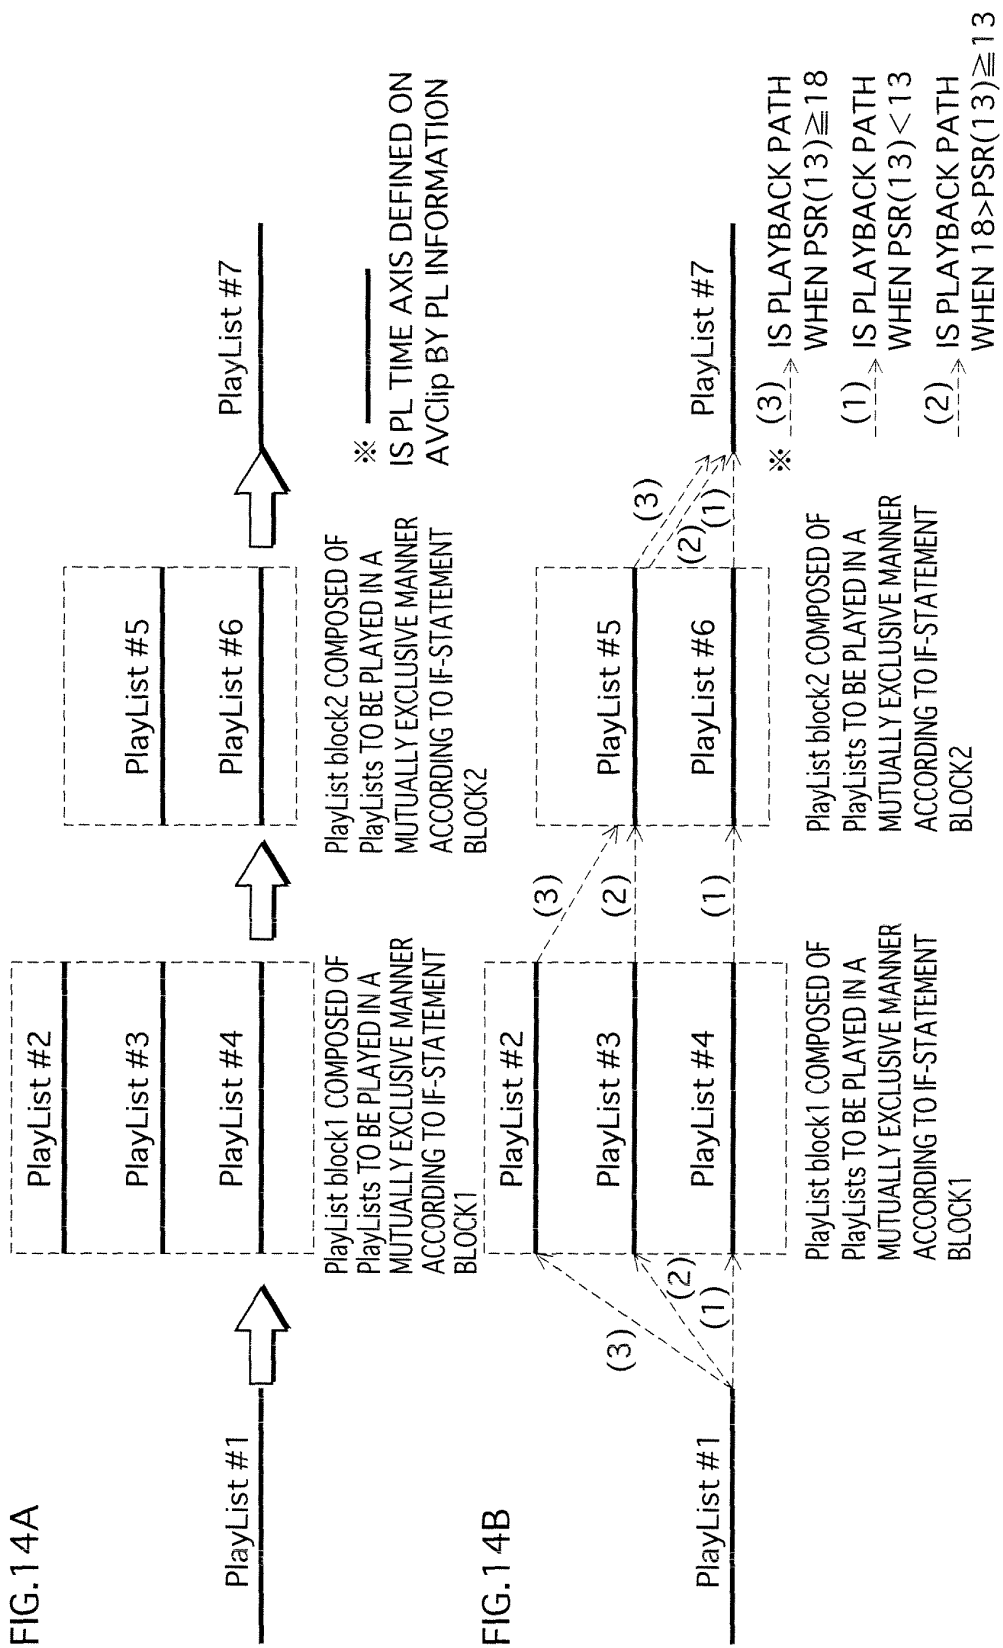 FIG.14A
PlayList #1
PlayList #2
PlayList #3
PlayList #4
PlayList block1 COMPOSED OF
PlayLists TO BE PLAYED IN A
MUTUALLY EXCLUSIVE MANNER
ACCORDING TO IF-STATEMENT
BLOCK1
PlayList #5
PlayList #6
PlayList block2 COMPOSED OF
PlayLists TO BE PLAYED IN A
MUTUALLY EXCLUSIVE MANNER
ACCORDING TO IF-STATEMENT
BLOCK2
PlayList #7
※
IS PL TIME AXIS DEFINED ON
AVClip BY PL INFORMATION
FIG.14B
PlayList #1
(3)
(2)
(1)
PlayList #2
PlayList #3
PlayList #4
PlayList block1 COMPOSED OF
PlayLists TO BE PLAYED IN A
MUTUALLY EXCLUSIVE MANNER
ACCORDING TO IF-STATEMENT
BLOCK1
(3)
(2)
(1)
PlayList #5
PlayList #6
PlayList block2 COMPOSED OF
PlayLists TO BE PLAYED IN A
MUTUALLY EXCLUSIVE MANNER
ACCORDING TO IF-STATEMENT
BLOCK2
(3)
(2)
(1)
PlayList #7
※ (3) IS PLAYBACK PATH
WHEN PSR(13)≧18
(1) IS PLAYBACK PATH
WHEN PSR(13)<13
(2) IS PLAYBACK PATH
WHEN 18>PSR(13)≧13